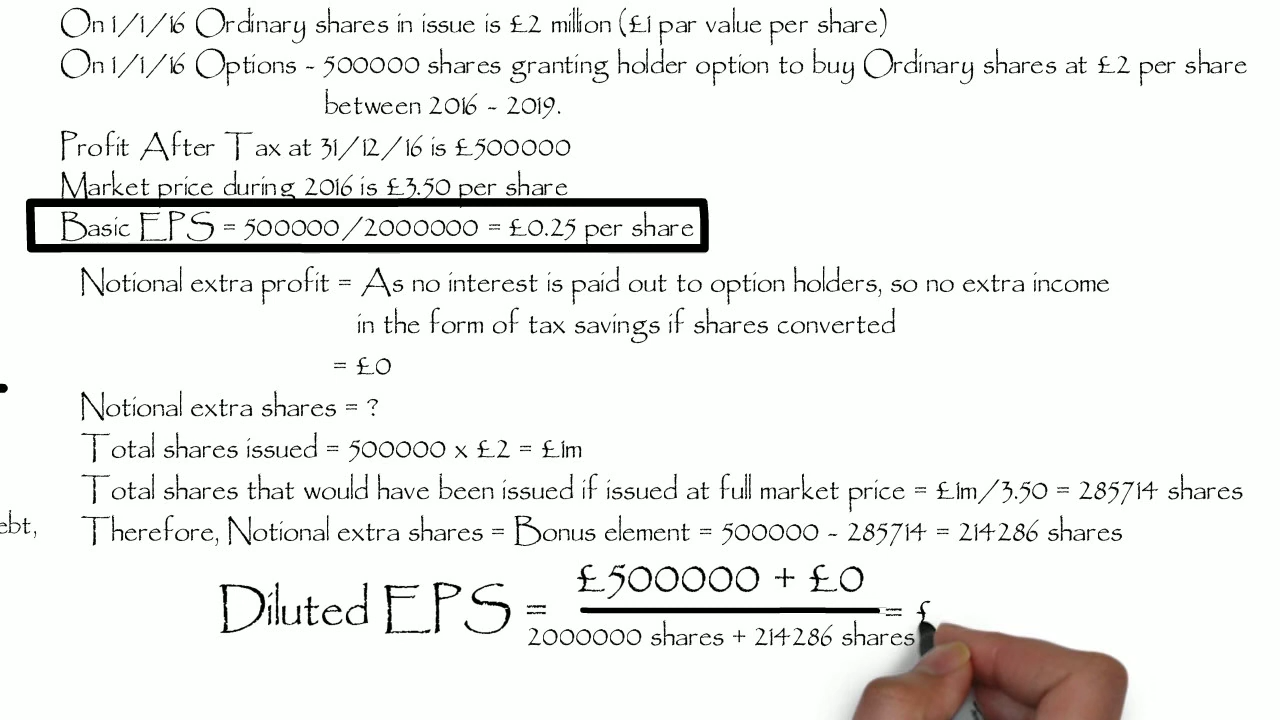 On 1/1/16 Ordinary shares in issue is £2 million (£1 par value per share)
On 1/1/16 Options - 500000 shares granting holder option to buy Ordinary shares at £2 per share
between 2016 - 2019.
Profit After Tax at 31/12/16 is £500000
Market price during 2016 is £3.50 per share
Basic EPS = 500000/2000000 = £0.25 per share
Notional extra profit = As no interest is paid out to option holders, so no extra income
in the form of tax savings if shares converted
= £0
Notional extra shares = ?
Total shares issued = 500000 x £2 = £1m
Total shares that would have been issued if issued at full market price = £1m/3.50 = 285714 shares
ebt,
Therefore, Notional extra shares = Bonus element = 500000 - 285714 = 214286 shares
£500000 + £0
Diluted EPS = = £
2000000 shares + 214286 shares